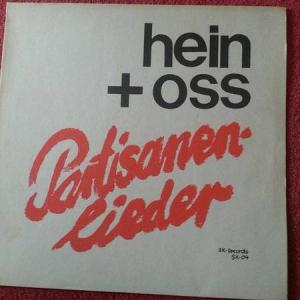 hein
+ oss
Partisanen-
lieder
SK-Records
SK-04